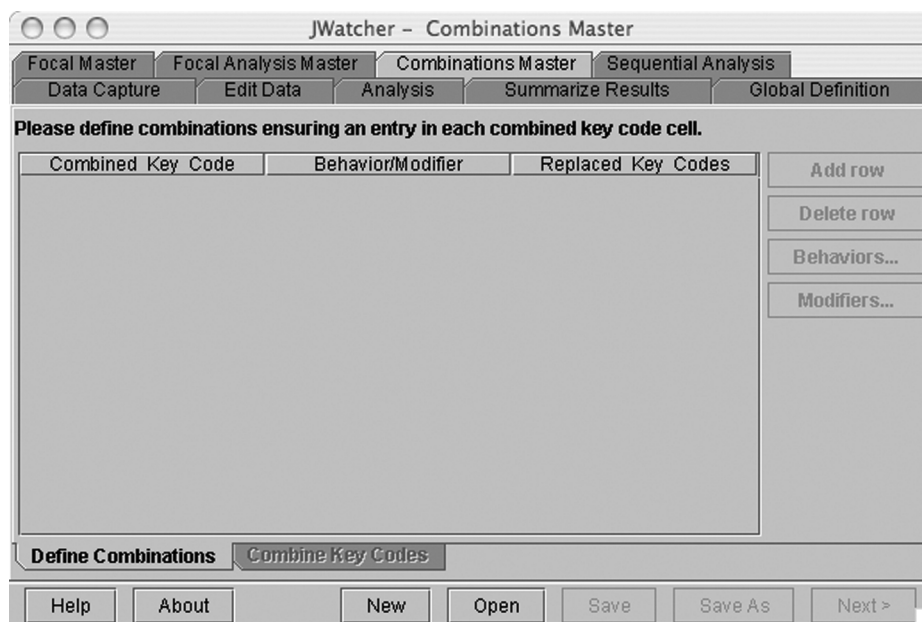 JWatcher – Combinations Master
Focal Master Focal Analysis Master Combinations Master Sequential Analysis
Data Capture Edit Data Analysis Summarize Results Global Definition
Please define combinations ensuring an entry in each combined key code cell.
Combined Key Code Behavior/Modifier Replaced Key Codes
Add row
Delete row
Behaviors...
Modifiers...
Define Combinations Combine Key Codes
Help About New Open Save Save As Next >